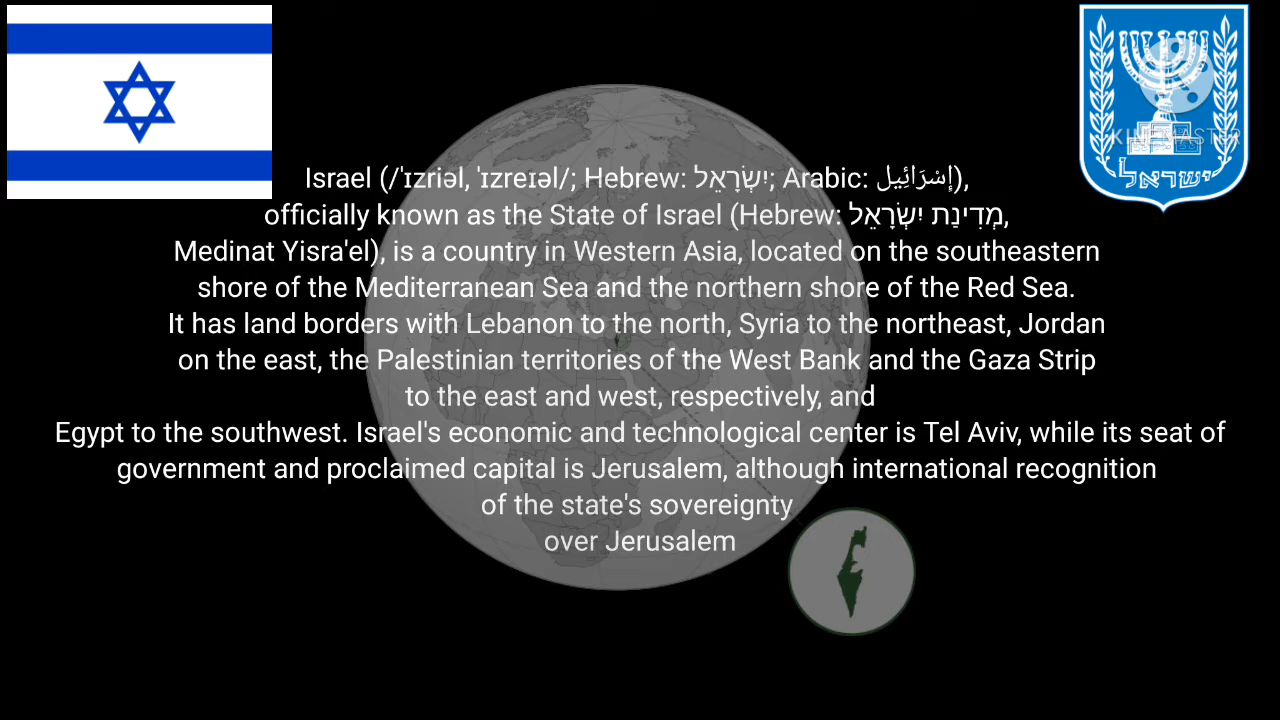 KINEMASTER
ישראל
Israel (/ˈɪzriəl, ˈɪzreɪəl/; Hebrew: יִשְׂרָאֵל; Arabic: إِسْرَائِيل),
officially known as the State of Israel (Hebrew: מְדִינַת יִשְׂרָאֵל,
Medinat Yisra'el), is a country in Western Asia, located on the southeastern
shore of the Mediterranean Sea and the northern shore of the Red Sea.
It has land borders with Lebanon to the north, Syria to the northeast, Jordan
on the east, the Palestinian territories of the West Bank and the Gaza Strip
to the east and west, respectively, and
Egypt to the southwest. Israel's economic and technological center is Tel Aviv, while its seat of
government and proclaimed capital is Jerusalem, although international recognition
of the state's sovereignty
over Jerusalem